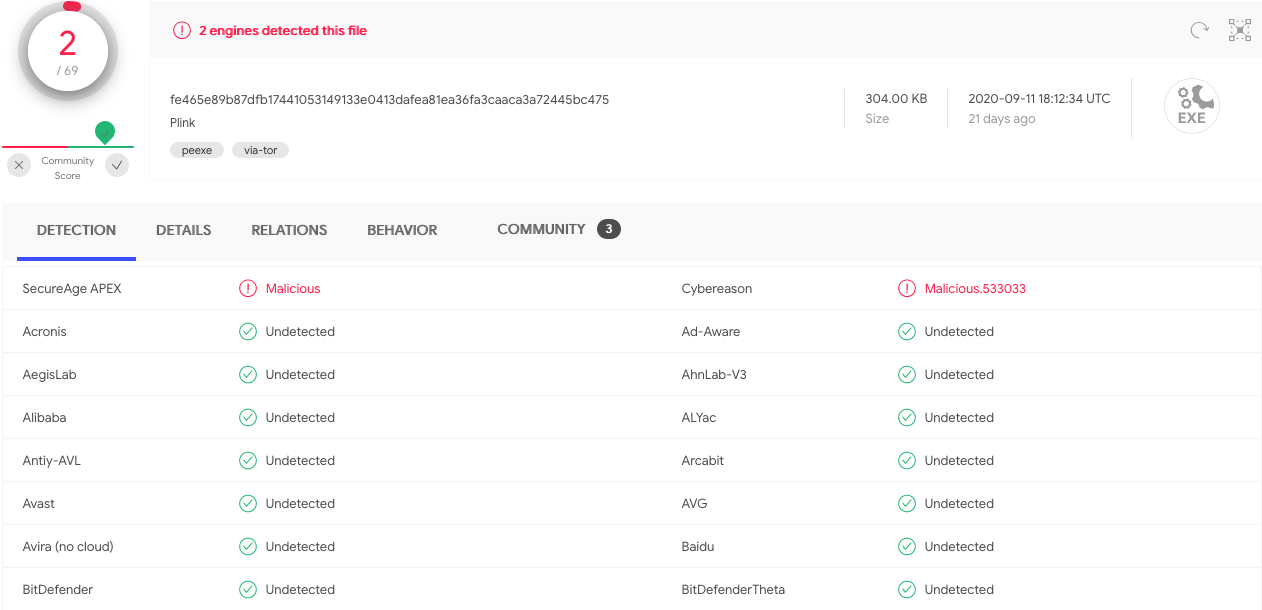 2
/ 69
Community
Score
2 engines detected this file
fe465e89b87dfb17441053149133e0413dafea81ea36fa3caaca3a72445bc475
Plink
peexe via-tor
304.00 KB
Size
2020-09-11 18:12:34 UTC
21 days ago
EXE
DETECTION DETAILS RELATIONS BEHAVIOR COMMUNITY 3
SecureAge APEX Malicious Cybereason Malicious.533033
Acronis Undetected Ad-Aware Undetected
AegisLab Undetected AhnLab-V3 Undetected
Alibaba Undetected ALYac Undetected
Antiy-AVL Undetected Arcabit Undetected
Avast Undetected AVG Undetected
Avira (no cloud) Undetected Baidu Undetected
BitDefender Undetected BitDefenderTheta Undetected